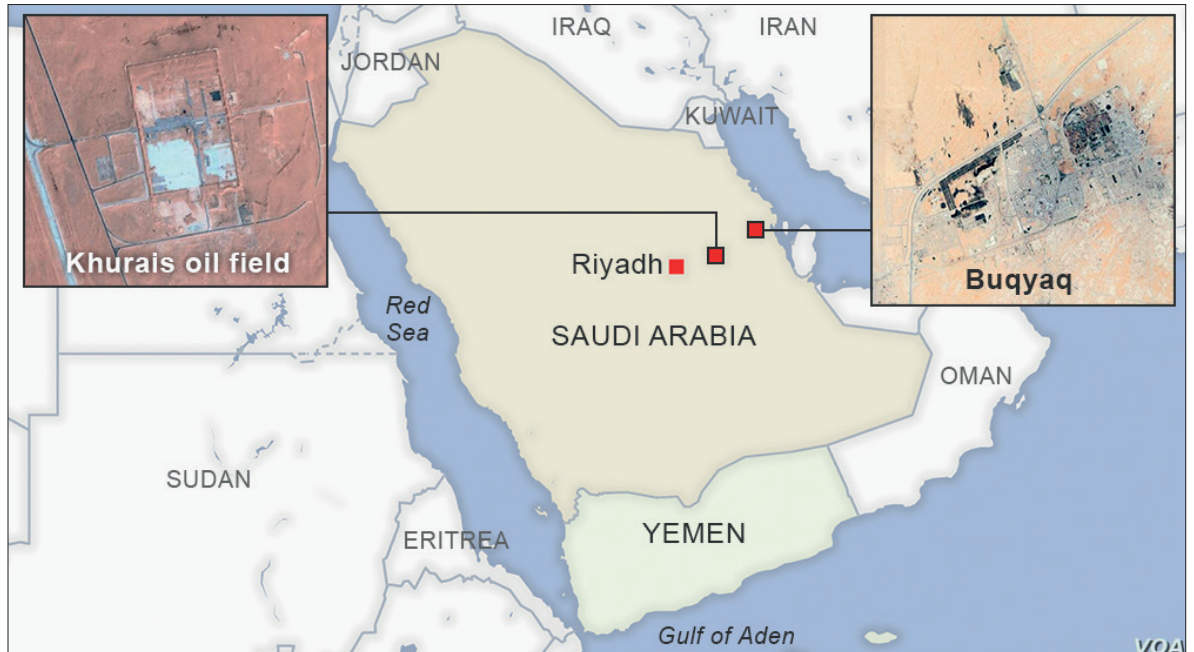 IRAQ
IRAN
JORDAN
KUWAIT
Khurais oil field
Riyadh
Buqyaq
Red
Sea
SAUDI ARABIA
OMAN
SUDAN
ERITREA
YEMEN
Gulf of Aden
VOA